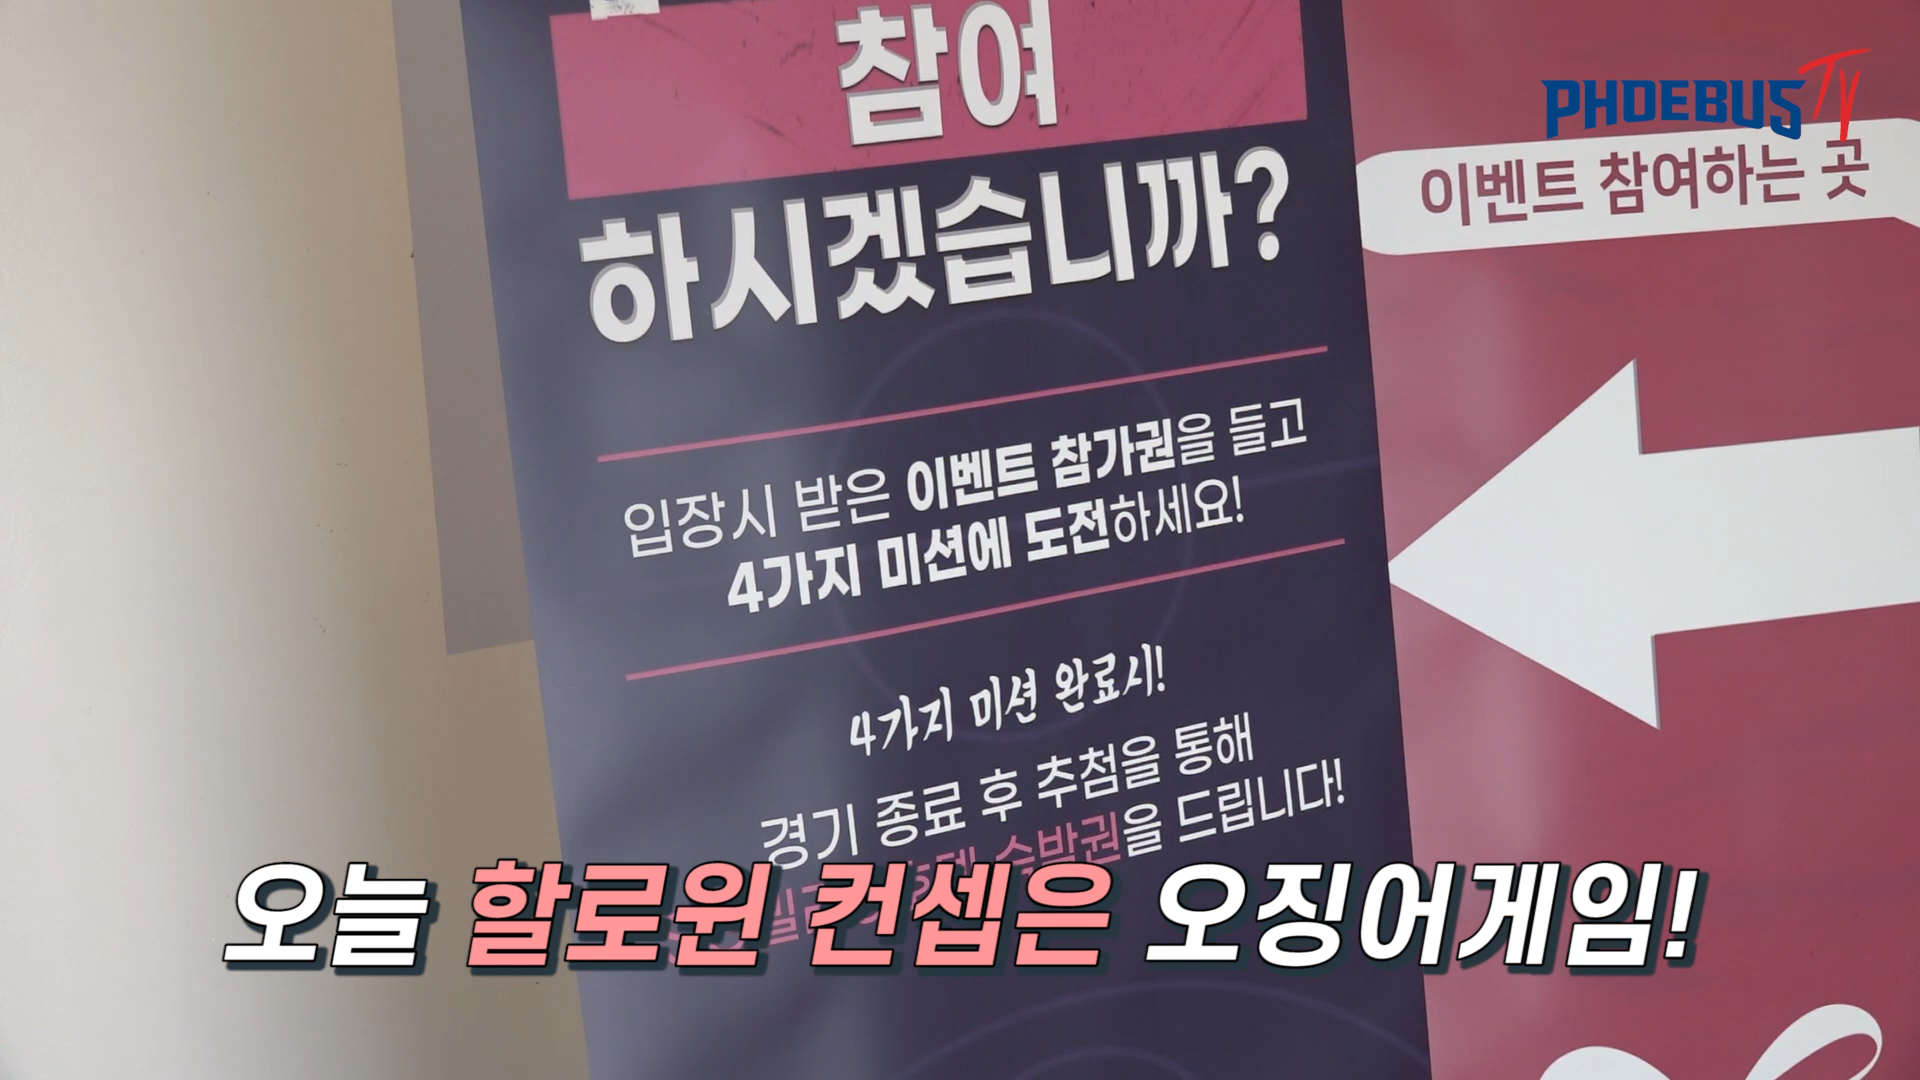 참여
하시겠습니까?
PHOEBUS TV
이벤트 참여하는 곳
입장시 받은 이벤트 참가권을 들고
4가지 미션에 도전하세요!
4가지 미션 완료시!
경기 종료 후 추첨을 통해
숙박권을 드립니다!
오늘 할로윈 컨셉은 오징어게임!